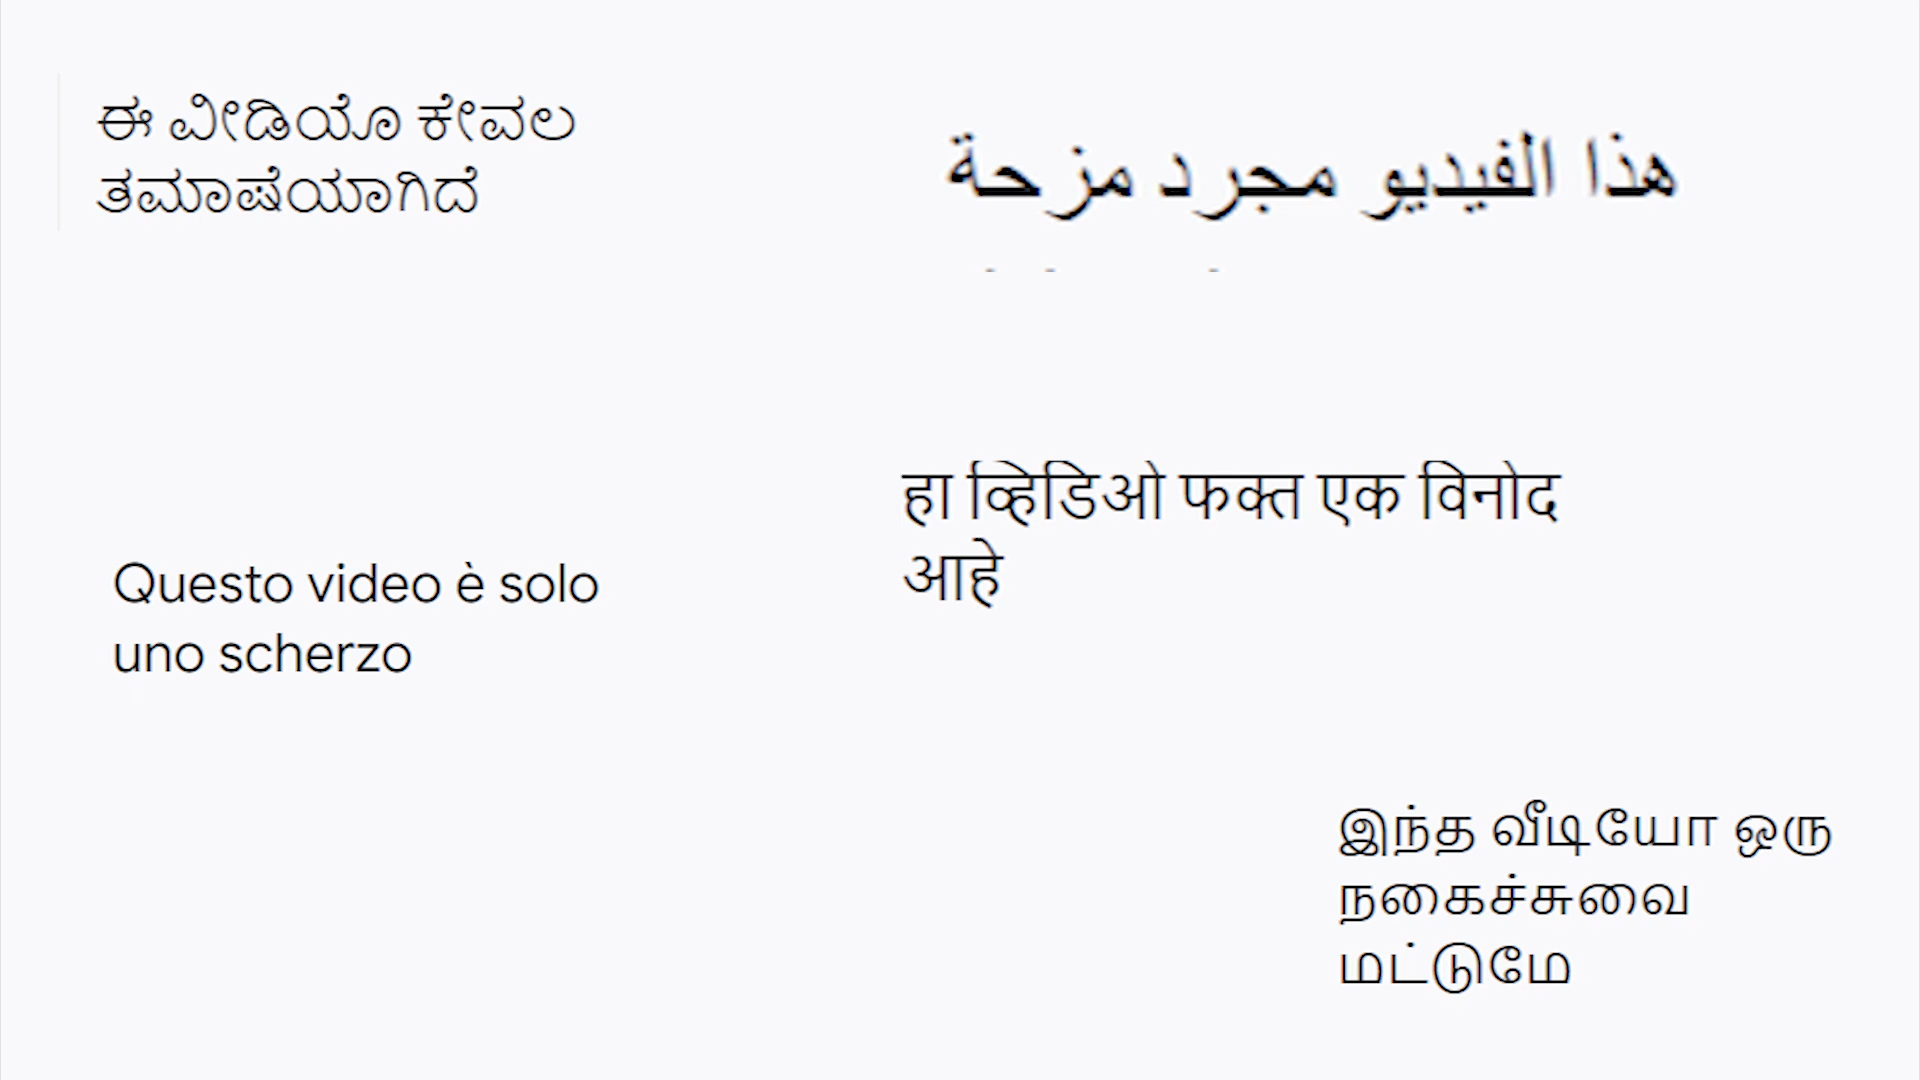 ಈ ವೀಡಿಯೊ ಕೇವಲ
ತಮಾಷೆಯಾಗಿದೆ
هذا الفيديو مجرد مزحة
हा व्हिडिओ फक्त एक विनोद
आहे
Questo video è solo
uno scherzo
இந்த வீடியோ ஒரு
நகைச்சுவை
மட்டுமே